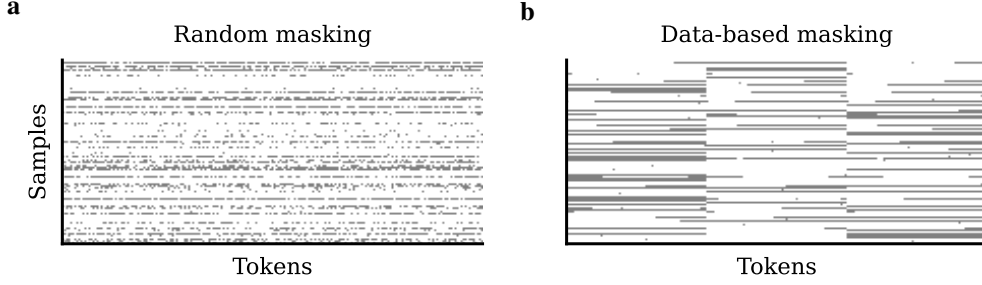 a
Random masking
Samples
Tokens
b
Data-based masking
Tokens